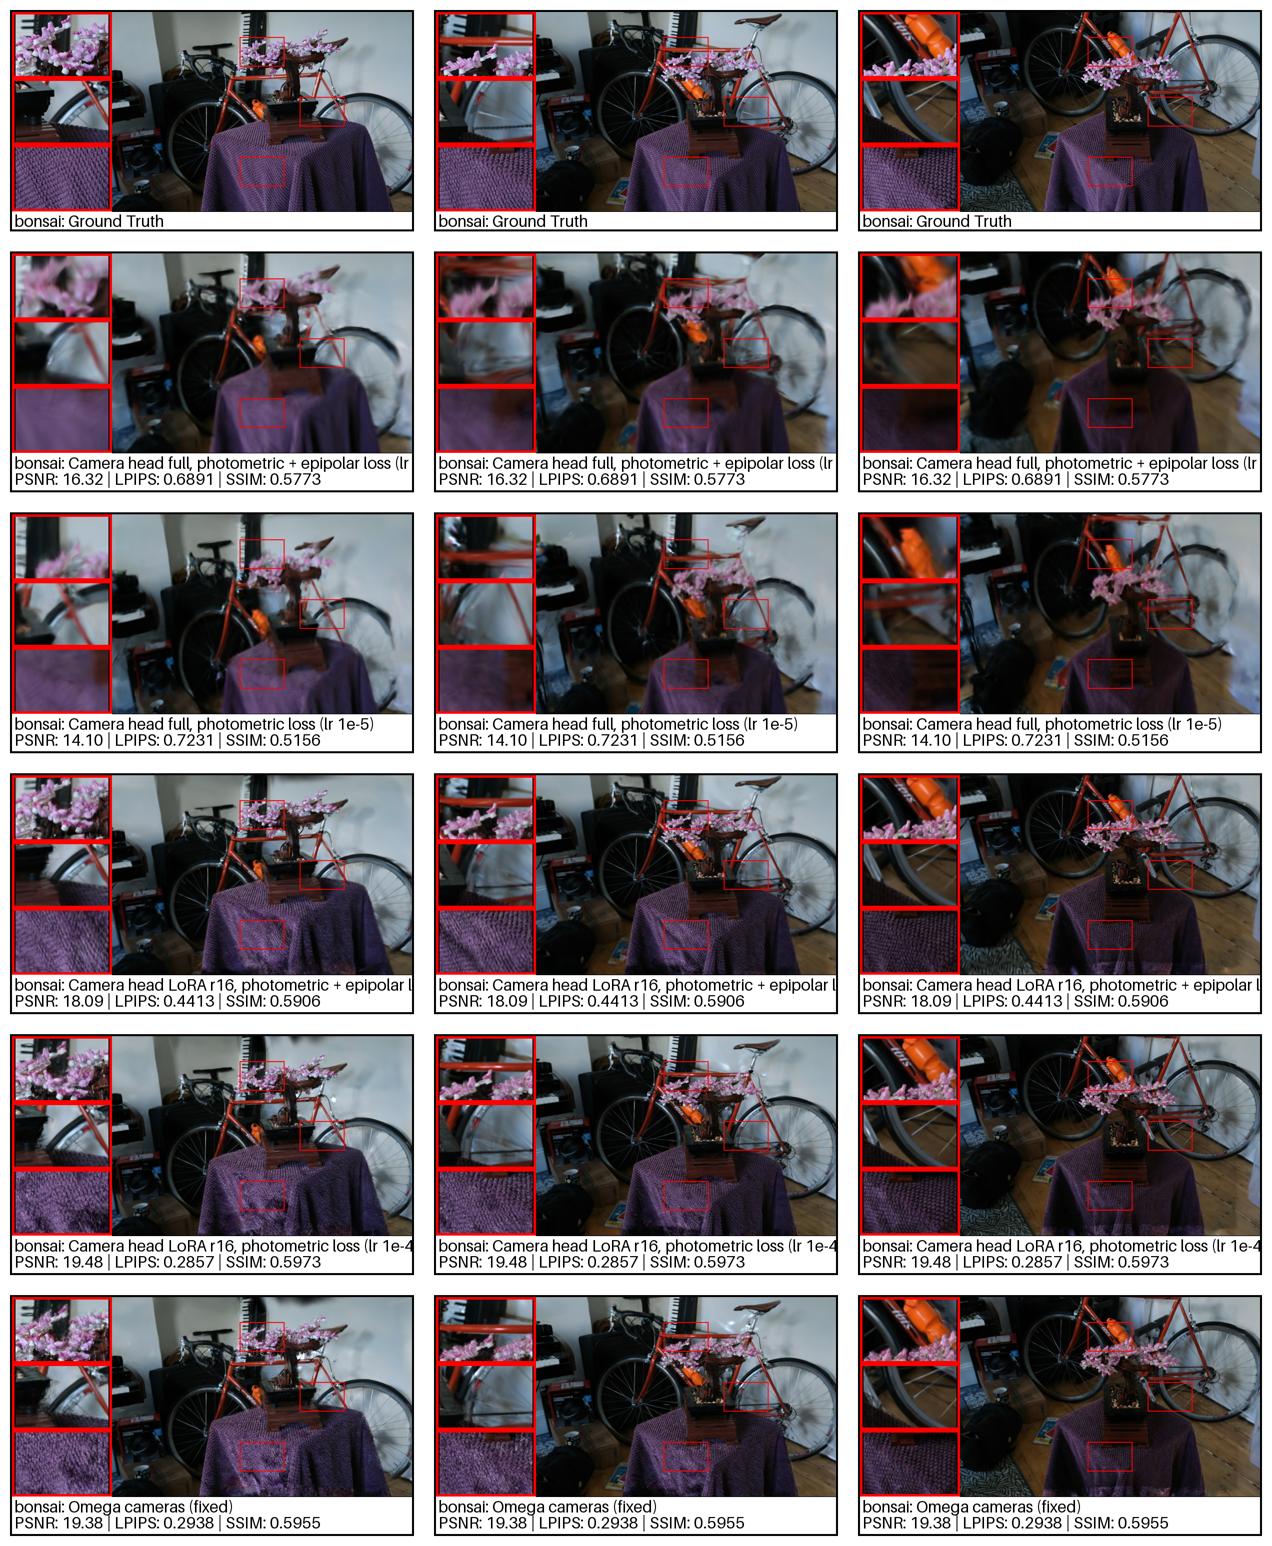 bonsai: Ground Truth
bonsai: Ground Truth
bonsai: Ground Truth
bonsai: Camera head full, photometric + epipolar loss (lr
PSNR: 16.32 | LPIPS: 0.6891 | SSIM: 0.5773
bonsai: Camera head full, photometric + epipolar loss (lr
PSNR: 16.32 | LPIPS: 0.6891 | SSIM: 0.5773
bonsai: Camera head full, photometric + epipolar loss (lr
PSNR: 16.32 | LPIPS: 0.6891 | SSIM: 0.5773
bonsai: Camera head full, photometric loss (lr 1e-5)
PSNR: 14.10 | LPIPS: 0.7231 | SSIM: 0.5156
bonsai: Camera head full, photometric loss (lr 1e-5)
PSNR: 14.10 | LPIPS: 0.7231 | SSIM: 0.5156
bonsai: Camera head full, photometric loss (lr 1e-5)
PSNR: 14.10 | LPIPS: 0.7231 | SSIM: 0.5156
bonsai: Camera head LoRA r16, photometric + epipolar l
PSNR: 18.09 | LPIPS: 0.4413 | SSIM: 0.5906
bonsai: Camera head LoRA r16, photometric + epipolar l
PSNR: 18.09 | LPIPS: 0.4413 | SSIM: 0.5906
bonsai: Camera head LoRA r16, photometric + epipolar l
PSNR: 18.09 | LPIPS: 0.4413 | SSIM: 0.5906
bonsai: Camera head LoRA r16, photometric loss (lr 1e-4
PSNR: 19.48 | LPIPS: 0.2857 | SSIM: 0.5973
bonsai: Camera head LoRA r16, photometric loss (lr 1e-4
PSNR: 19.48 | LPIPS: 0.2857 | SSIM: 0.5973
bonsai: Camera head LoRA r16, photometric loss (lr 1e-4
PSNR: 19.48 | LPIPS: 0.2857 | SSIM: 0.5973
bonsai: Omega cameras (fixed)
PSNR: 19.38 | LPIPS: 0.2938 | SSIM: 0.5955
bonsai: Omega cameras (fixed)
PSNR: 19.38 | LPIPS: 0.2938 | SSIM: 0.5955
bonsai: Omega cameras (fixed)
PSNR: 19.38 | LPIPS: 0.2938 | SSIM: 0.5955